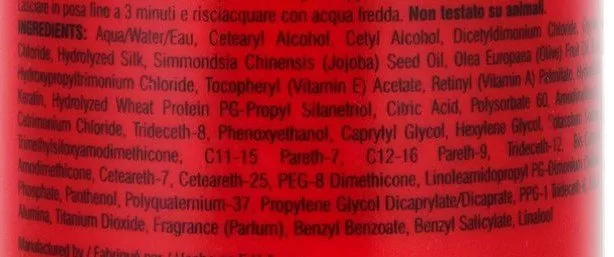 lasciare in posa fino a 3 minuti e risciacquare con acqua fredda. Non testato su animali.
INGREDIENTS: Aqua/Water/Eau, Cetearyl Alcohol, Cetyl Alcohol, Dicetyldimonium Chloride,
Chloride, Hydrolyzed Silk, Simmondsia Chinensis (Jojoba) Seed Oil, Olea Europaea (Olive) Fruit Oil,
Hydroxypropyltrimonium Chloride, Tocopheryl (Vitamin E) Acetate, Retinyl (Vitamin A) Palmitate,
Keratin, Hydrolyzed Wheat Protein PG-Propyl Silanetriol, Citric Acid, Polysorbate 60,
Cetrimonium Chloride, Trideceth-8, Phenoxyethanol, Caprylyl Glycol, Hexylene Glycol, Potassium
Trimethylsiloxyamodimethicone, C11-15 Pareth-7, C12-16 Pareth-9, Trideceth-12,
Amodimethicone, Ceteareth-7, Ceteareth-25, PEG-8 Dimethicone, Linoleamidopropyl PG-Dimonium
Phosphate, Panthenol, Polyquaternium-37, Propylene Glycol Dicaprylate/Dicaprate, PPG-1 Trideceth-6,
Alumina, Titanium Dioxide, Fragrance (Parfum), Benzyl Benzoate, Benzyl Salicylate, Linalool
Manufactured by / Fabriqué par /